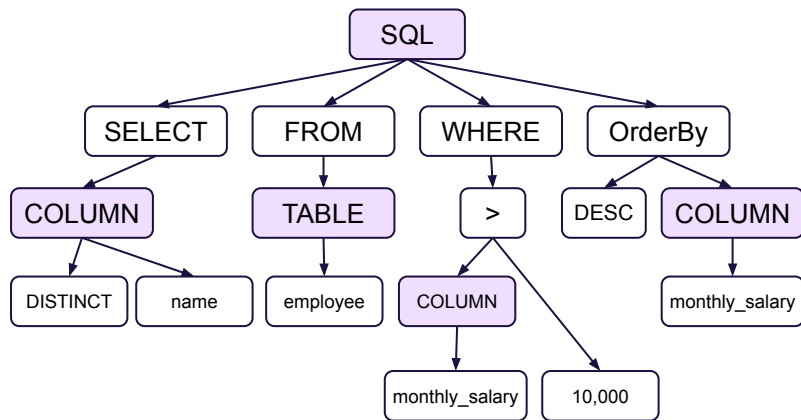 SQL
SELECT
FROM
WHERE
OrderBy
COLUMN
TABLE
>
DESC
COLUMN
DISTINCT
name
employee
COLUMN
monthly_salary
monthly_salary
10,000